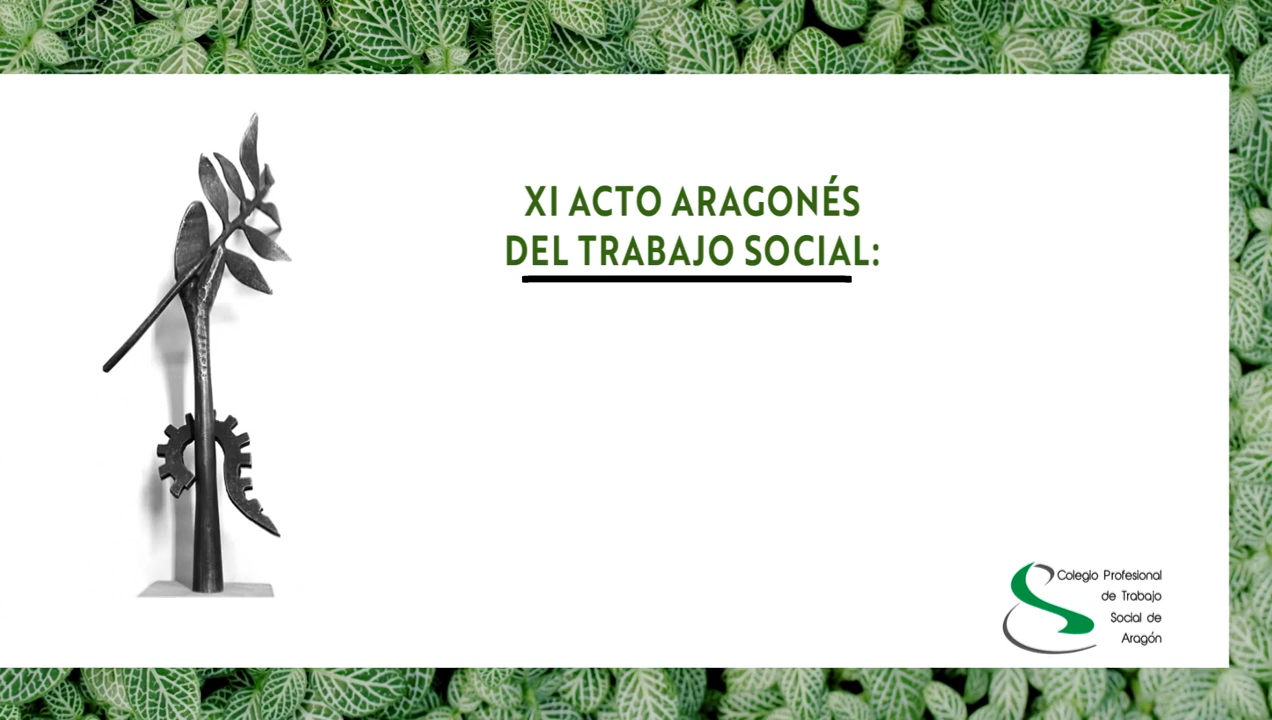 XI ACTO ARAGONÉS
DEL TRABAJO SOCIAL:
Colegio Profesional
de Trabajo
Social de
Aragón